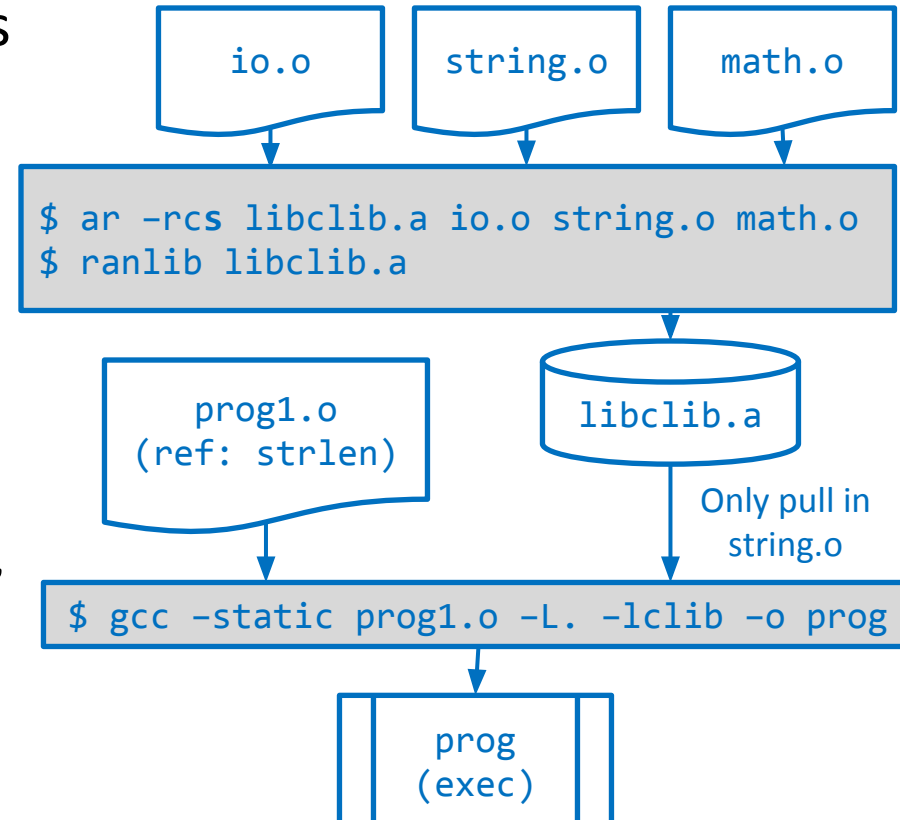 s
io.o
string.o
math.o
$ ar –rcs libclib.a io.o string.o math.o
$ ranlib libclib.a
prog1.o
(ref: strlen)
libclib.a
Only pull in
string.o
,
$ gcc –static prog1.o –L. –lclib –o prog
prog
(exec)